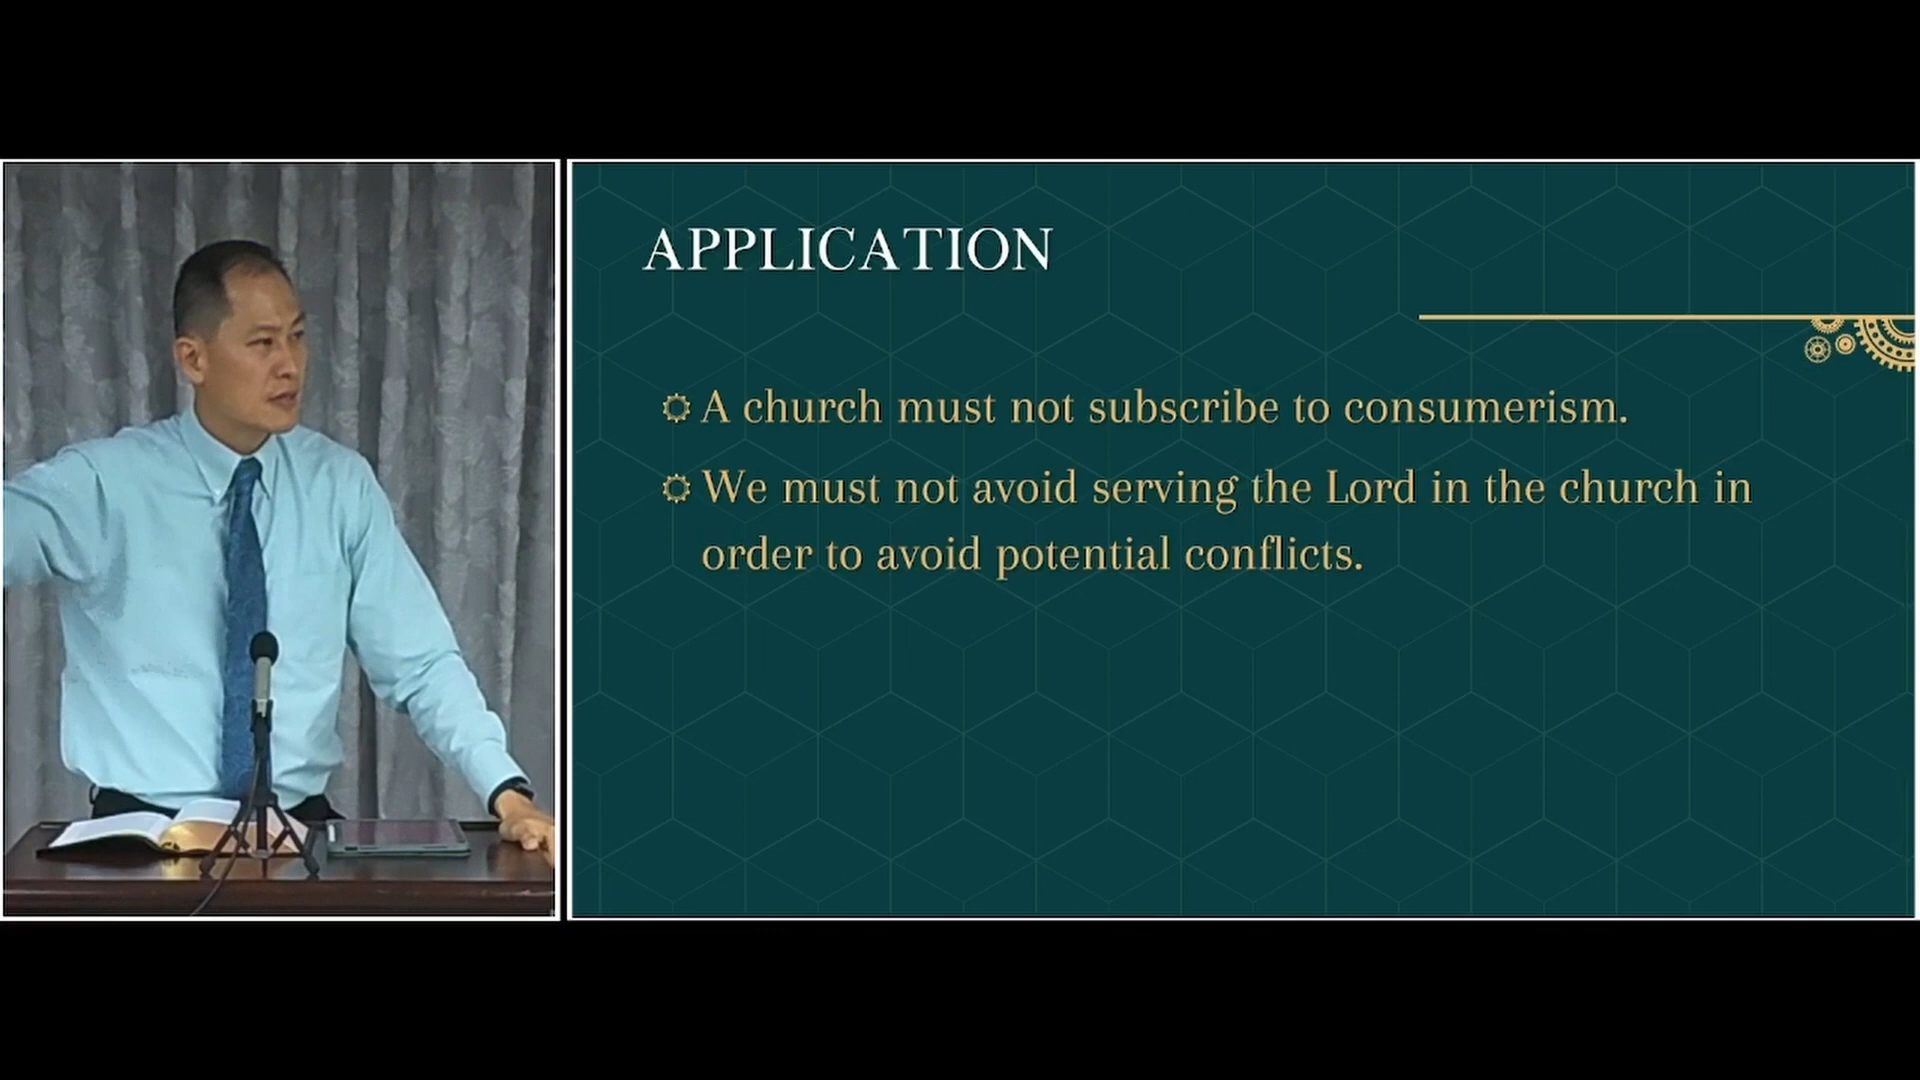 APPLICATION
A church must not subscribe to consumerism.
We must not avoid serving the Lord in the church in
order to avoid potential conflicts.